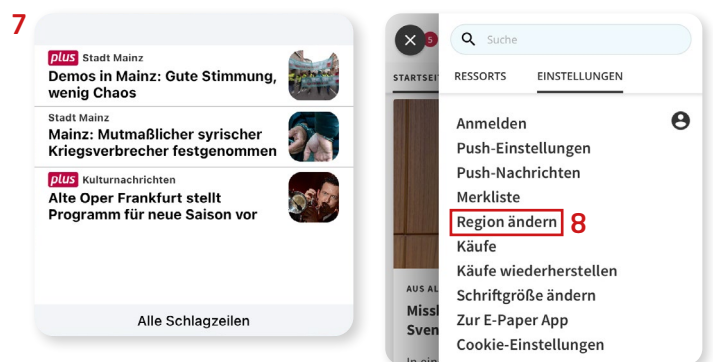 7
plus Stadt Mainz
Demos in Mainz: Gute Stimmung,
wenig Chaos
Stadt Mainz
Mainz: Mutmaßlicher syrischer
Kriegsverbrecher festgenommen
plus Kulturnachrichten
Alte Oper Frankfurt stellt
Programm für neue Saison vor
Alle Schlagzeilen
5
Suche
STARTSEI
RESSORTS EINSTELLUNGEN
Anmelden
Push-Einstellungen
Push-Nachrichten
Merkliste
Region ändern 8
Käufe
Käufe wiederherstellen
Schriftgröße ändern
Zur E-Paper App
Cookie-Einstellungen
AUS AL
Missl
Sven
In ein